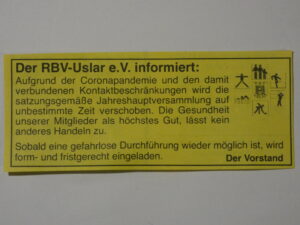 Der RBV-Uslar e.V. informiert:
Aufgrund der Coronapandemie und den damit
verbundenen Kontaktbeschränkungen wird die
satzungsgemäße Jahreshauptversammlung auf
unbestimmte Zeit verschoben. Die Gesundheit
unserer Mitglieder als höchstes Gut, lässt kein
anderes Handeln zu.
Sobald eine gefahrlose Durchführung wieder möglich ist, wird
form- und fristgerecht eingeladen.
Der Vorstand